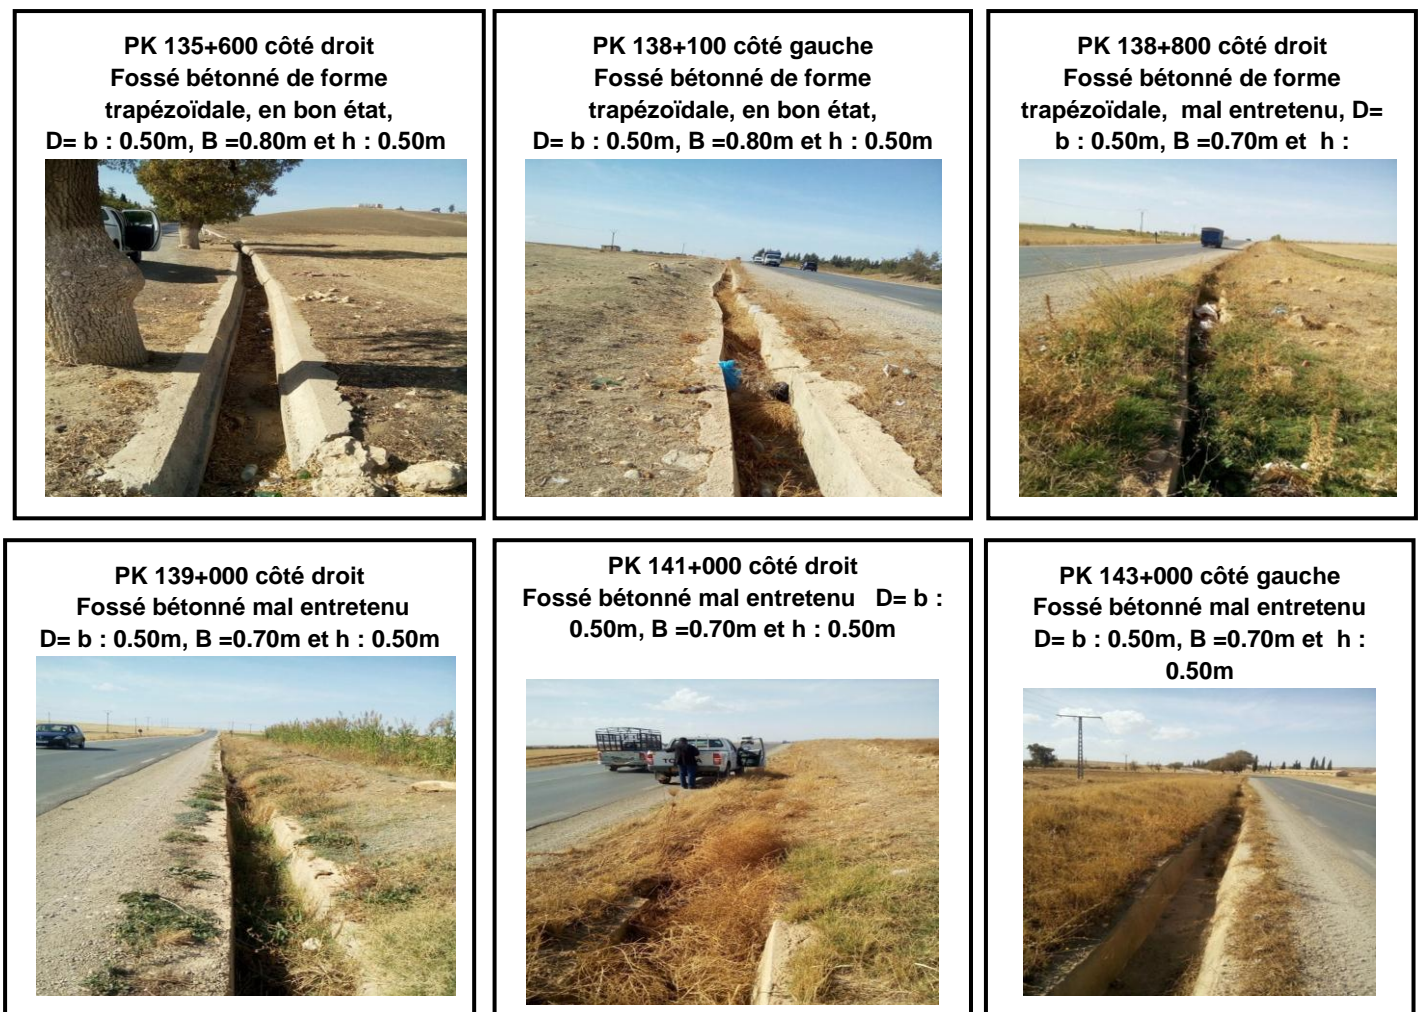 PK 135+600 côté droit
Fossé bétonné de forme
trapézoïdale, en bon état,
D= b : 0.50m, B =0.80m et h : 0.50m
PK 138+100 côté gauche
Fossé bétonné de forme
trapézoïdale, en bon état,
D= b : 0.50m, B =0.80m et h : 0.50m
PK 138+800 côté droit
Fossé bétonné de forme
trapézoïdale, mal entretenu, D=
b : 0.50m, B =0.70m et h :
PK 139+000 côté droit
Fossé bétonné mal entretenu
D= b : 0.50m, B =0.70m et h : 0.50m
PK 141+000 côté droit
Fossé bétonné mal entretenu D= b :
0.50m, B =0.70m et h : 0.50m
PK 143+000 côté gauche
Fossé bétonné mal entretenu
D= b : 0.50m, B =0.70m et h :
0.50m